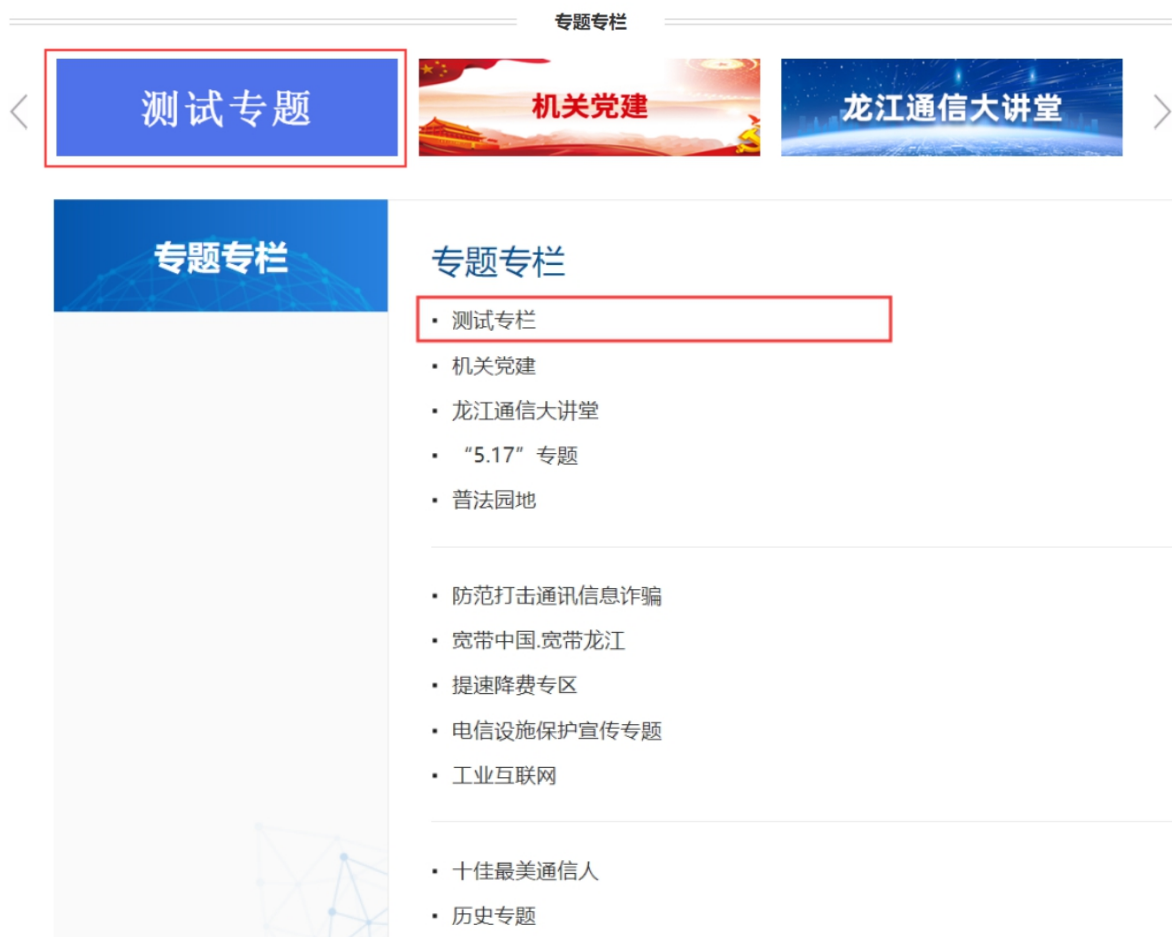 专题专栏
测试专题
机关党建
龙江通信大讲堂
专题专栏
专题专栏
测试专栏
机关党建
龙江通信大讲堂
“5.17”专题
普法园地
防范打击通讯信息诈骗
宽带中国.宽带龙江
提速降费专区
电信设施保护宣传专题
工业互联网
十佳最美通信人
历史专题